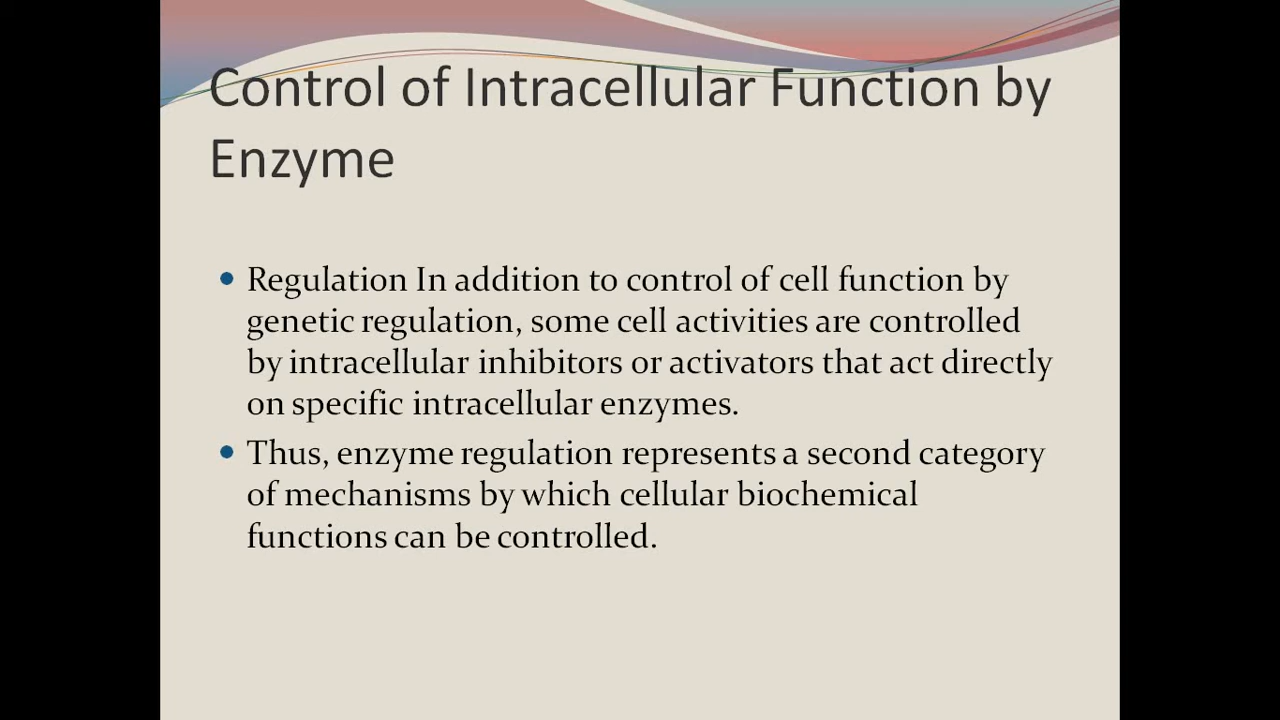 Control of Intracellular Function by
Enzyme
Regulation In addition to control of cell function by
genetic regulation, some cell activities are controlled
by intracellular inhibitors or activators that act directly
on specific intracellular enzymes.
Thus, enzyme regulation represents a second category
of mechanisms by which cellular biochemical
functions can be controlled.